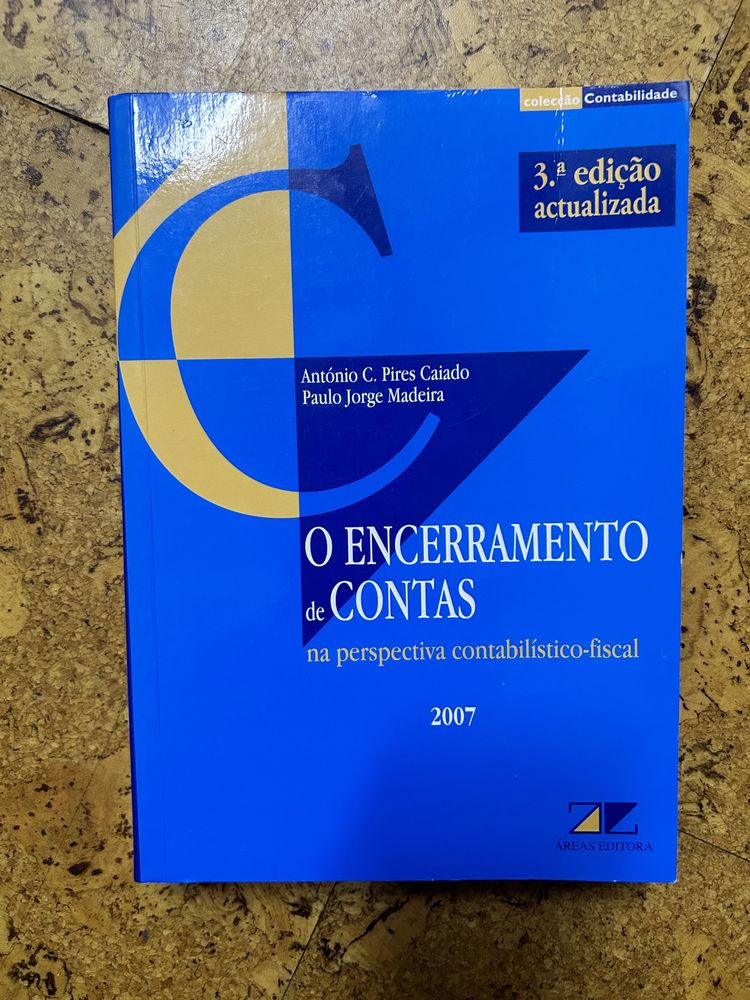 colecção Contabilidade
3.ª edição
actualizada
António C. Pires Caiado
Paulo Jorge Madeira
O ENCERRAMENTO
de CONTAS
na perspectiva contabilístico-fiscal
2007
ÁREAS EDITORA